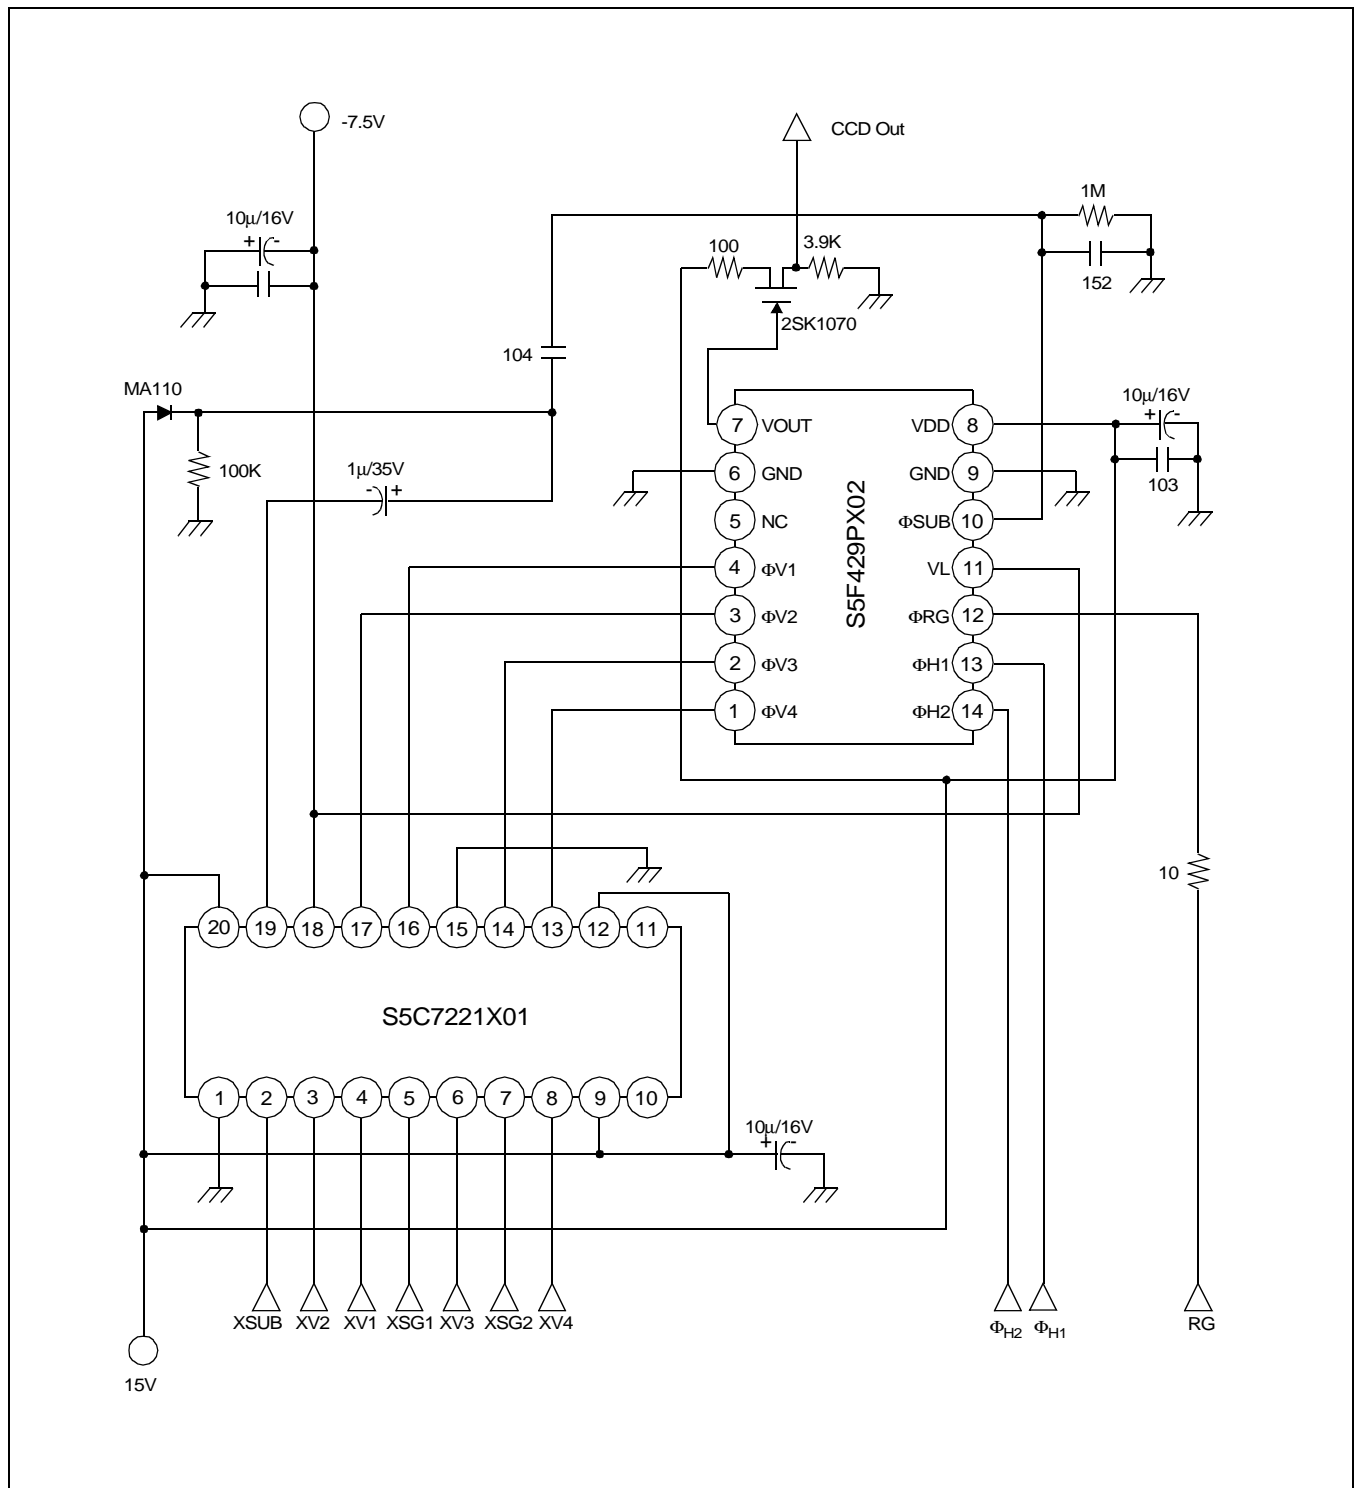 -7.5V
CCD Out
1M
10μ/16V
100
3.9K
152
2SK1070
104
MA110
10μ/16V
7
VOUT
VDD
8
100K
1μ/35V
6
GND
GND
9
103
5
NC
ΦSUB
10
S5F429PX02
4
ΦV1
VL
11
3
ΦV2
ΦRG
12
2
ΦV3
ΦH1
13
1
ΦV4
ΦH2
14
10
20
19
18
17
16
15
14
13
12
11
S5C7221X01
1
2
3
4
5
6
7
8
9
10
10μ/16V
XSUB
XV2
XV1
XSG1
XV3
XSG2
XV4
ΦH2
ΦH1
RG
15V